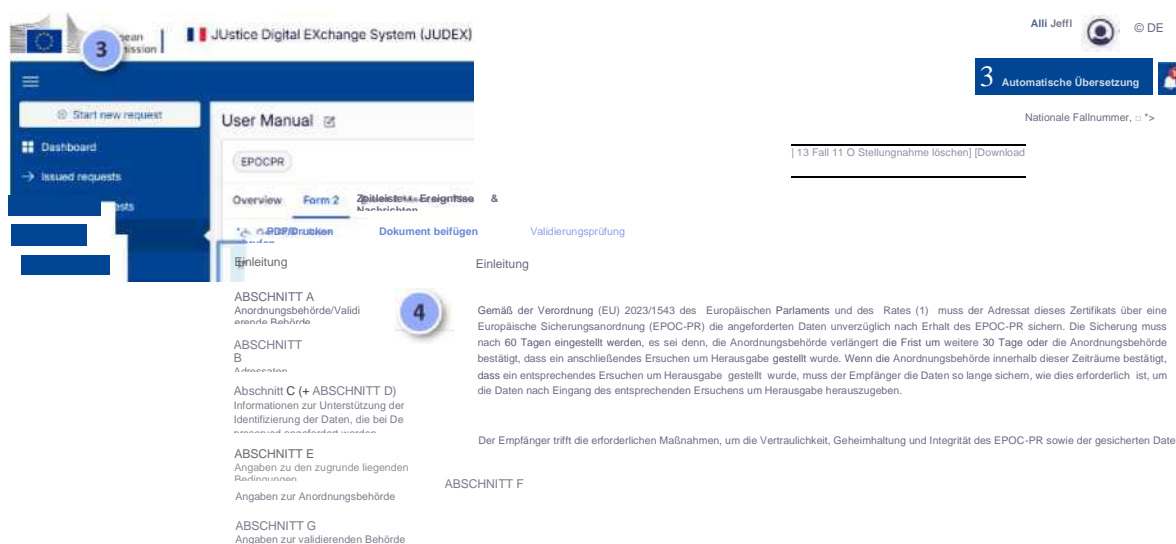 Alli Jeffl
© DE
3
JUstice Digital EXchange System (JUDEX)
3 Automatische Übersetzung
Start new request
User Manual
Nationale Fallnummer, □ *>
Dashboard
EPOCPR
| 13 Fall 11 O Stellungnahme löschen] [Download
Issued requests
Overview Form 2 &
PDF/Drucken
Dokument beifügen
Validierungsprüfung
Einleitung
Einleitung
ABSCHNITT A
Anordnungsbehörde/Validi
erende Behörde
4
Gemäß der Verordnung (EU) 2023/1543 des Europäischen Parlaments und des Rates (1) muss der Adressat dieses Zertifikats über eine
Europäische Sicherungsanordnung (EPOC-PR) die angeforderten Daten unverzüglich nach Erhalt des EPOC-PR sichern. Die Sicherung muss
nach 60 Tagen eingestellt werden, es sei denn, die Anordnungsbehörde verlängert die Frist um weitere 30 Tage oder die Anordnungsbehörde
bestätigt, dass ein anschließendes Ersuchen um Herausgabe gestellt wurde. Wenn die Anordnungsbehörde innerhalb dieser Zeiträume bestätigt,
dass ein entsprechendes Ersuchen um Herausgabe gestellt wurde, muss der Empfänger die Daten so lange sichern, wie dies erforderlich ist, um
die Daten nach Eingang des entsprechenden Ersuchens um Herausgabe herauszugeben.
ABSCHNITT
B
Adressaten
Abschnitt C (+ ABSCHNITT D)
Informationen zur Unterstützung der
Identifizierung der Daten, die bei De
preserved angefordert werden
Der Empfänger trifft die erforderlichen Maßnahmen, um die Vertraulichkeit, Geheimhaltung und Integrität des EPOC-PR sowie der gesicherten Date
ABSCHNITT E
Angaben zu den zugrunde liegenden
Bedingungen
ABSCHNITT F
Angaben zur Anordnungsbehörde
ABSCHNITT G
Angaben zur validierenden Behörde